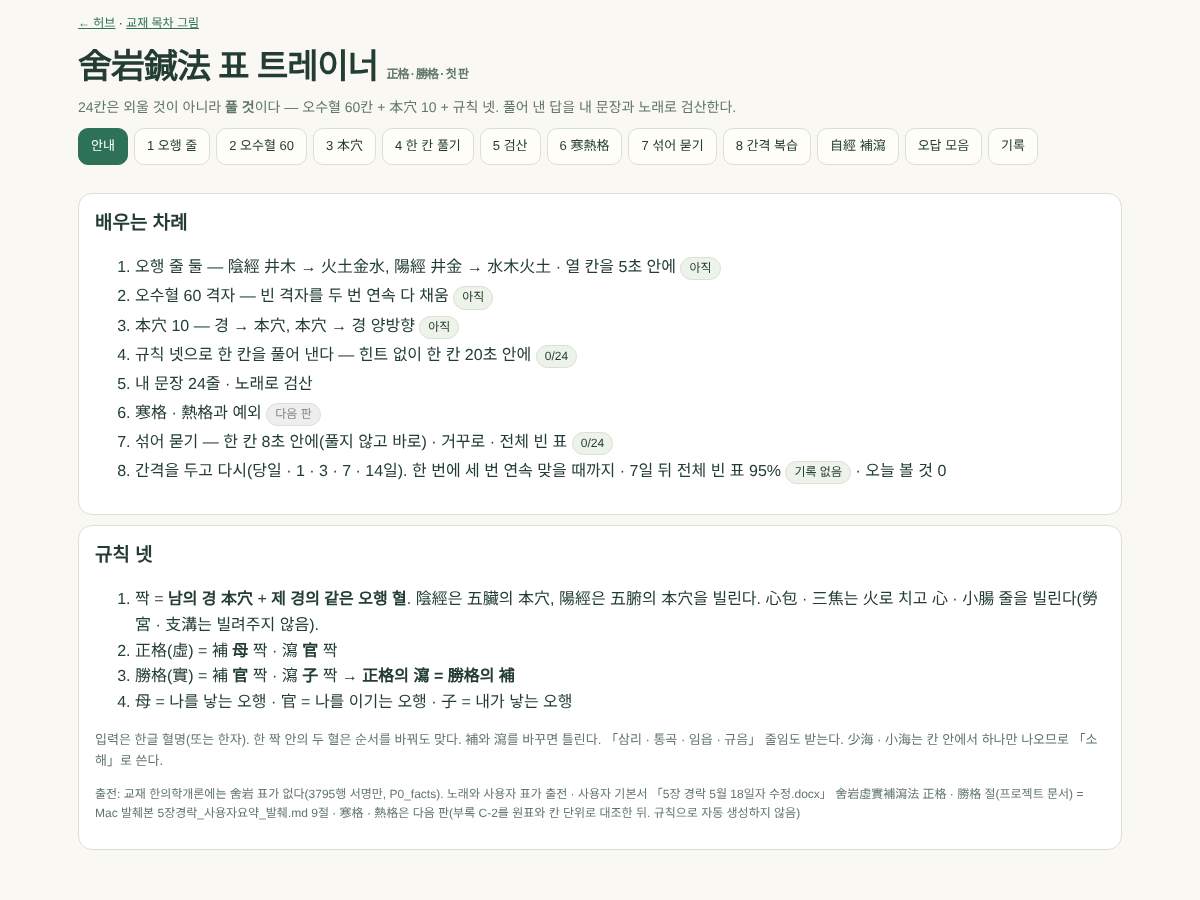 ← 허브 · 교재 목차 그림
舍岩鍼法 표 트레이너 正格·勝格·첫 판
24칸은 외울 것이 아니라 풀 것이다 — 오수혈 60칸 + 本穴 10 + 규칙 넷. 풀어 낸 답을 내 문장과 노래로 검산한다.
안내 1 오행 줄 2 오수혈 60 3 本穴 4 한 칸 풀기 5 검산 6 寒熱格 7 섞어 묻기 8 간격 복습 自經 補瀉 오답 모음 기록
배우는 차례
1. 오행 줄 둘 — 陰經 井木 → 火土金水, 陽經 井金 → 水木火土 · 열 칸을 5초 안에 아직
2. 오수혈 60 격자 — 빈 격자를 두 번 연속 다 채움 아직
3. 本穴 10 — 경 → 本穴, 本穴 → 경 양방향 아직
4. 규칙 넷으로 한 칸을 풀어 낸다 — 힌트 없이 한 칸 20초 안에 0/24
5. 내 문장 24줄 · 노래로 검산
6. 寒格 · 熱格과 예외 다음 판
7. 섞어 묻기 — 한 칸 8초 안에(풀지 않고 바로) · 거꾸로 · 전체 빈 표 0/24
8. 간격을 두고 다시(당일 · 1 · 3 · 7 · 14일). 한 번에 세 번 연속 맞을 때까지 · 7일 뒤 전체 빈 표 95% 기록 없음 · 오늘 볼 것 0
규칙 넷
1. 짝 = 남의 경 本穴 + 제 경의 같은 오행 혈. 陰經은 五臟의 本穴, 陽經은 五腑의 本穴을 빌린다. 心包 · 三焦는 火로 치고 心 · 小腸 줄을 빌린다(勞
宮 · 支溝는 빌려주지 않음).
2. 正格(虛) = 補 母 짝 · 瀉 官 짝
3. 勝格(實) = 補 官 짝 · 瀉 子 짝 → 正格의 瀉 = 勝格의 補
4. 母 = 나를 낳는 오행 · 官 = 나를 이기는 오행 · 子 = 내가 낳는 오행
입력은 한글 혈명(또는 한자). 한 짝 안의 두 혈은 순서를 바꿔도 맞다. 補와 瀉를 바꾸면 틀린다. 「삼리 · 통곡 · 임읍 · 규음」 줄임도 받는다. 少海 · 小海는 칸 안에서 하나만 나오므로 「소
해」로 쓴다.
출전: 교재 한의학개론에는 舍岩 표가 없다(3795행 서명만, P0_facts). 노래와 사용자 표가 출전 · 사용자 기본서 「5장 경락 5월 18일자 수정.docx」 舍岩虛實補瀉法 正格 · 勝格 절(프로젝트 문서) =
Mac 발췌본 5장경락_사용자요약_발췌.md 9절 · 寒格 · 熱格은 다음 판(부록 C-2를 원표와 칸 단위로 대조한 뒤. 규칙으로 자동 생성하지 않음)